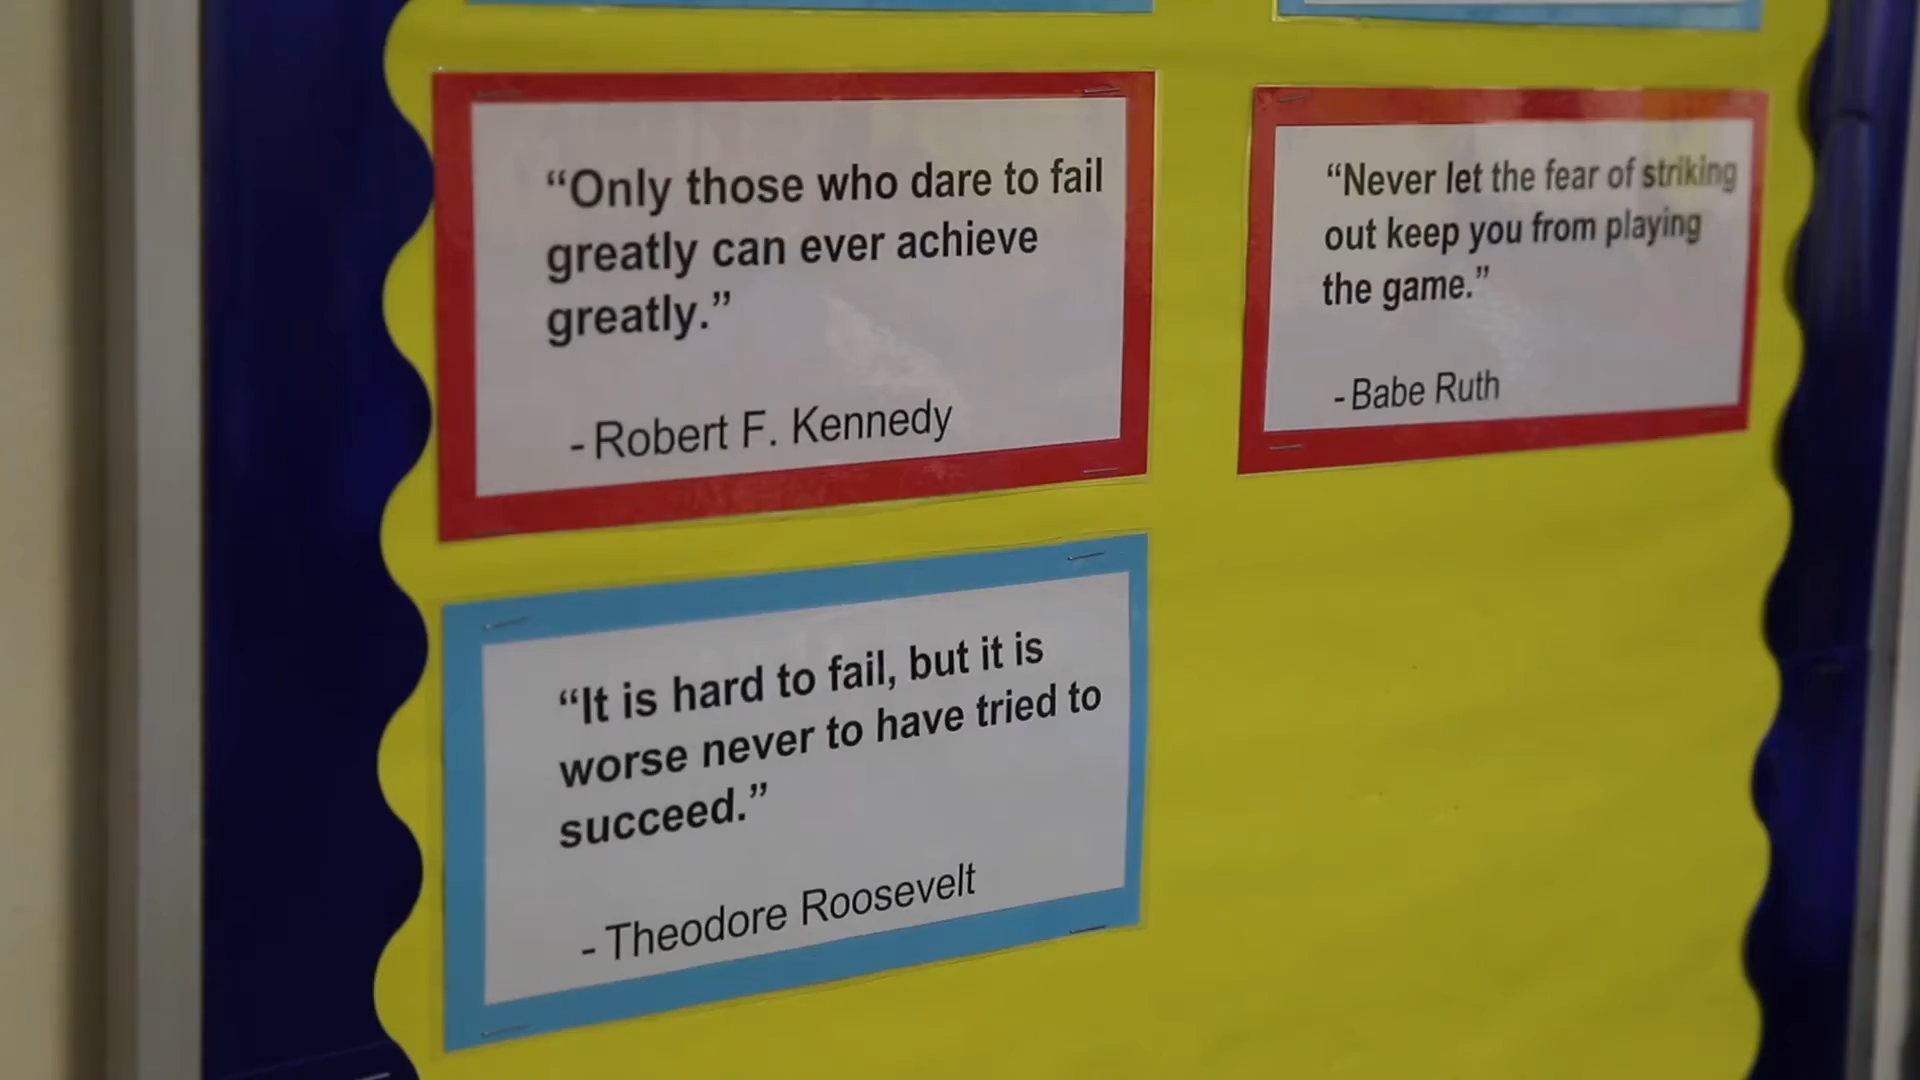 “Only those who dare to fail
greatly can ever achieve
greatly.”
- Robert F. Kennedy
“Never let the fear of striking
out keep you from playing
the game.”
- Babe Ruth
“It is hard to fail, but it is
worse never to have tried to
succeed.”
- Theodore Roosevelt